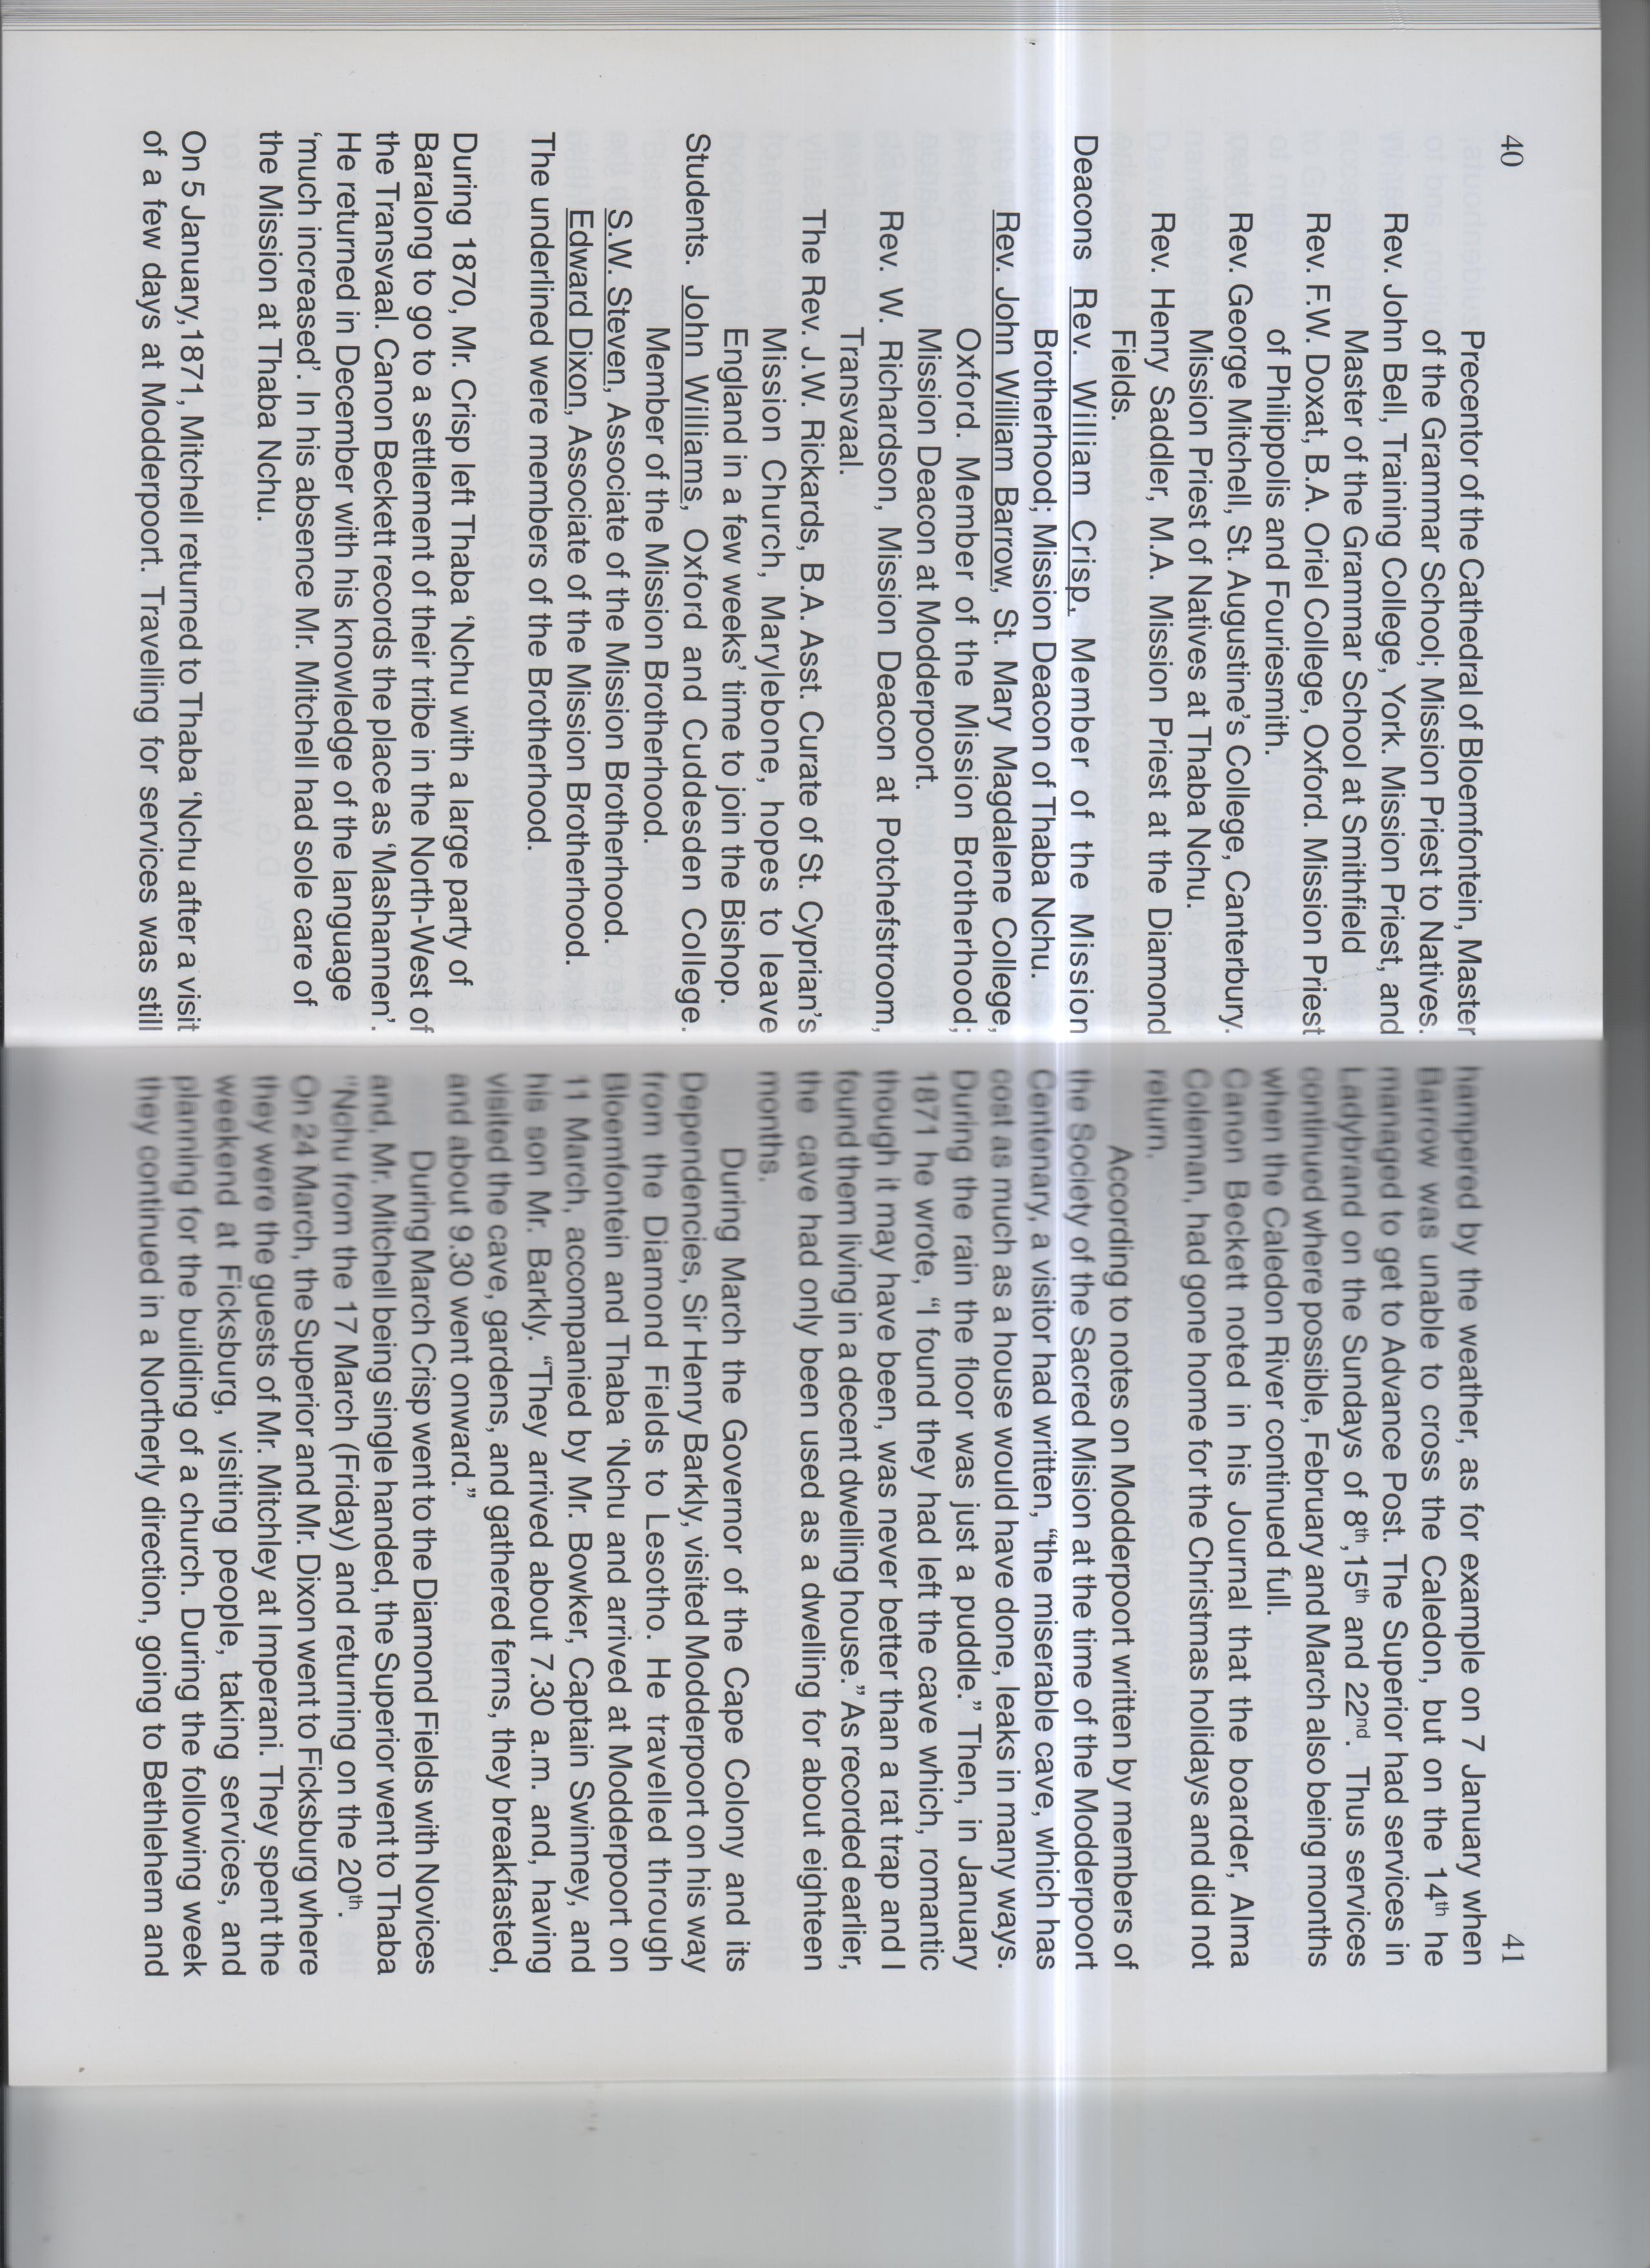 40
Precentor of the Cathedral of Bloemfontein, Master
of the Grammar School; Mission Priest to Natives.
Rev. John Bell, Training College, York. Mission Priest, and
Master of the Grammar School at Smithfield
Rev. F.W. Doxat, B.A. Oriel College, Oxford. Mission Priest
of Philippolis and Fouriesmith.
Rev. George Mitchell, St. Augustine's College, Canterbury.
Mission Priest of Natives at Thaba Nchu.
Rev. Henry Saddler, M.A. Mission Priest at the Diamond
Fields.
Deacons Rev. William Crisp, Member of the Mission
Brotherhood; Mission Deacon of Thaba Nchu.
Rev. John William Barrow, St. Mary Magdalene College,
Oxford. Member of the Mission Brotherhood;
Mission Deacon at Modderpoort.
Rev. W. Richardson, Mission Deacon at Potchefstroom,
Transvaal.
The Rev. J.W. Rickards, B.A. Asst. Curate of St. Cyprian's
Mission Church, Marylebone, hopes to leave
England in a few weeks' time to join the Bishop.
Students. John Williams, Oxford and Cuddesden College.
Member of the Mission Brotherhood.
S.W. Steven, Associate of the Mission Brotherhood.
Edward Dixon, Associate of the Mission Brotherhood.
The underlined were members of the Brotherhood.
During 1870, Mr. Crisp left Thaba 'Nchu with a large party of
Baralong to go to a settlement of their tribe in the North-West of
the Transvaal. Canon Beckett records the place as 'Mashannen'.
He returned in December with his knowledge of the language
'much increased'. In his absence Mr. Mitchell had sole care of
the Mission at Thaba Nchu.
On 5 January,1871, Mitchell returned to Thaba 'Nchu after a visit
of a few days at Modderpoort. Travelling for services was still
41
hampered by the weather, as for example on 7 January when
Barrow was unable to cross the Caledon, but on the 14th he
managed to get to Advance Post. The Superior had services in
Ladybrand on the Sundays of 8th,15th and 22nd. Thus services
continued where possible, February and March also being months
when the Caledon River continued full.
Canon Beckett noted in his Journal that the boarder, Alma
Coleman, had gone home for the Christmas holidays and did not
return.
According to notes on Modderpoort written by members of
the Society of the Sacred Mision at the time of the Modderpoort
Centenary, a visitor had written, "the miserable cave, which has
cost as much as a house would have done, leaks in many ways.
During the rain the floor was just a puddle." Then, in January
1871 he wrote, "I found they had left the cave which, romantic
though it may have been, was never better than a rat trap and I
found them living in a decent dwelling house." As recorded earlier,
the cave had only been used as a dwelling for about eighteen
months.
During March the Governor of the Cape Colony and its
Dependencies, Sir Henry Barkly, visited Modderpoort on his way
from the Diamond Fields to Lesotho. He travelled through
Bloemfontein and Thaba 'Nchu and arrived at Modderpoort on
11 March, accompanied by Mr. Bowker, Captain Swinney, and
his son Mr. Barkly. "They arrived about 7.30 a.m. and, having
visited the cave, gardens, and gathered ferns, they breakfasted,
and about 9.30 went onward."
During March Crisp went to the Diamond Fields with Novices
and, Mr. Mitchell being single handed, the Superior went to Thaba
"Nchu from the 17 March (Friday) and returning on the 20th.
On 24 March, the Superior and Mr. Dixon went to Ficksburg where
they were the guests of Mr. Mitchley at Imperani. They spent the
weekend at Ficksburg, visiting people, taking services, and
planning for the building of a church. During the following week
they continued in a Northerly direction, going to Bethlehem and